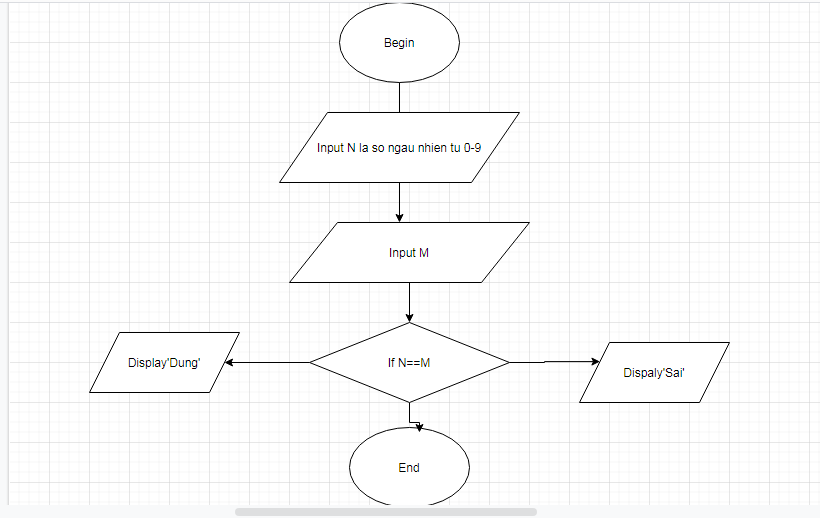 Begin
Input N la so ngau nhien tu 0-9
Input M
If N==M
Display'Dung'
Dispaly'Sai'
End